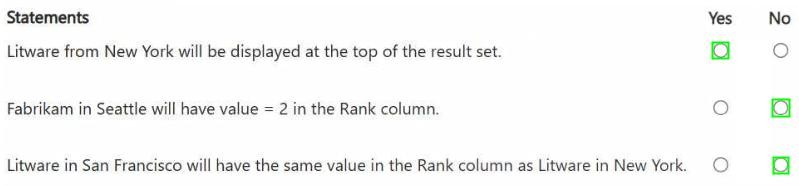 Statements Yes No
Litware from New York will be displayed at the top of the result set.
Fabrikam in Seattle will have value = 2 in the Rank column.
Litware in San Francisco will have the same value in the Rank column as Litware in New York.